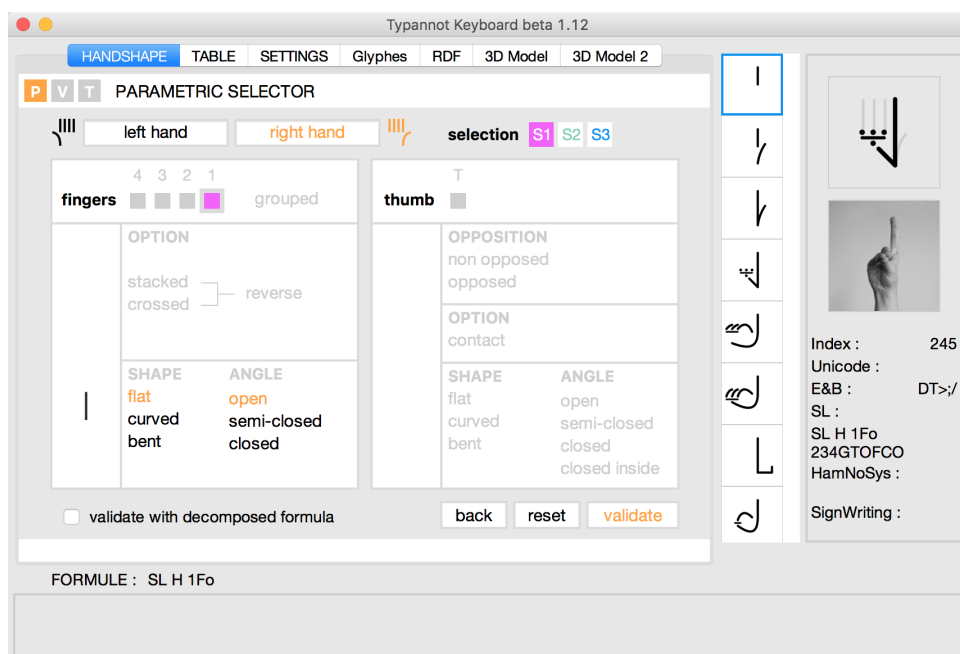 Typannot Keyboard beta 1.12
HANDSHAPE TABLE SETTINGS Glyphes RDF 3D Model 3D Model 2
P V T PARAMETRIC SELECTOR
left hand right hand selection S1 S2 S3
4 3 2 1
fingers grouped
T
thumb
OPTION
stacked
crossed
reverse
SHAPE ANGLE
flat open
curved semi-closed
bent closed
OPPOSITION
non opposed
opposed
OPTION
contact
SHAPE ANGLE
flat open
curved semi-closed
bent closed
closed inside
validate with decomposed formula
back reset validate
FORMULE : SL H 1Fo
Index : 245
Unicode :
E&B : DT>;/
SL :
SL H 1Fo
234GTOFCO
HamNoSys :
SignWriting :